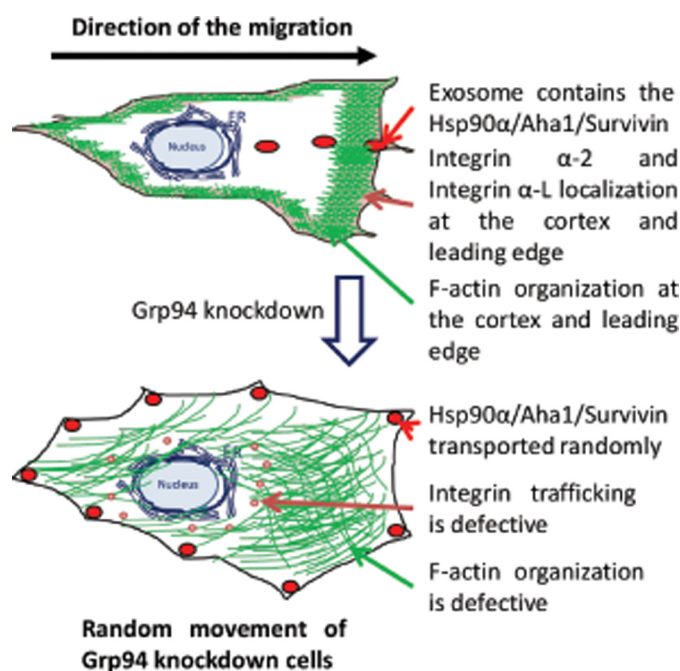 Direction of the migration
ER
Nucleus
Exosome contains the
Hsp90α/Aha1/Survivin
Integrin α-2 and
Integrin α-L localization
at the cortex and
leading edge
F-actin organization at
the cortex and leading
edge
Grp94 knockdown
ER
Nucleus
Hsp90α/Aha1/Survivin
transported randomly
Integrin trafficking
is defective
F-actin organization
is defective
Random movement of
Grp94 knockdown cells